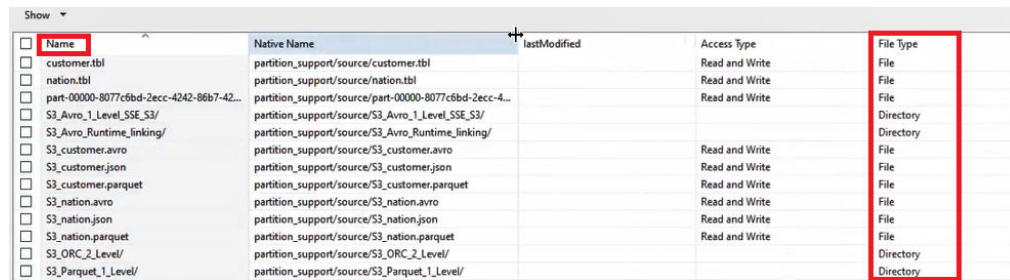 Show
Name Native Name lastModified Access Type File Type
customer.tbl partition_support/source/customer.tbl Read and Write File
nation.tbl partition_support/source/nation.tbl Read and Write File
part-00000-8077c6bd-2ecc-4242-86b7-42... partition_support/source/part-00000-8077c6bd-2ecc-4... Read and Write File
S3_Avro_1_Level_SSE_S3/ partition_support/source/S3_Avro_1_Level_SSE_S3/ Directory
S3_Avro_Runtime_linking/ partition_support/source/S3_Avro_Runtime_linking/ Directory
S3_customer.avro partition_support/source/S3_customer.avro Read and Write File
S3_customer.json partition_support/source/S3_customer.json Read and Write File
S3_customer.parquet partition_support/source/S3_customer.parquet Read and Write File
S3_nation.avro partition_support/source/S3_nation.avro Read and Write File
S3_nation.json partition_support/source/S3_nation.json Read and Write File
S3_nation.parquet partition_support/source/S3_nation.parquet Read and Write File
S3_ORC_2_Level/ partition_support/source/S3_ORC_2_Level/ Directory
S3_Parquet_1_Level/ partition_support/source/S3_Parquet_1_Level/ Directory